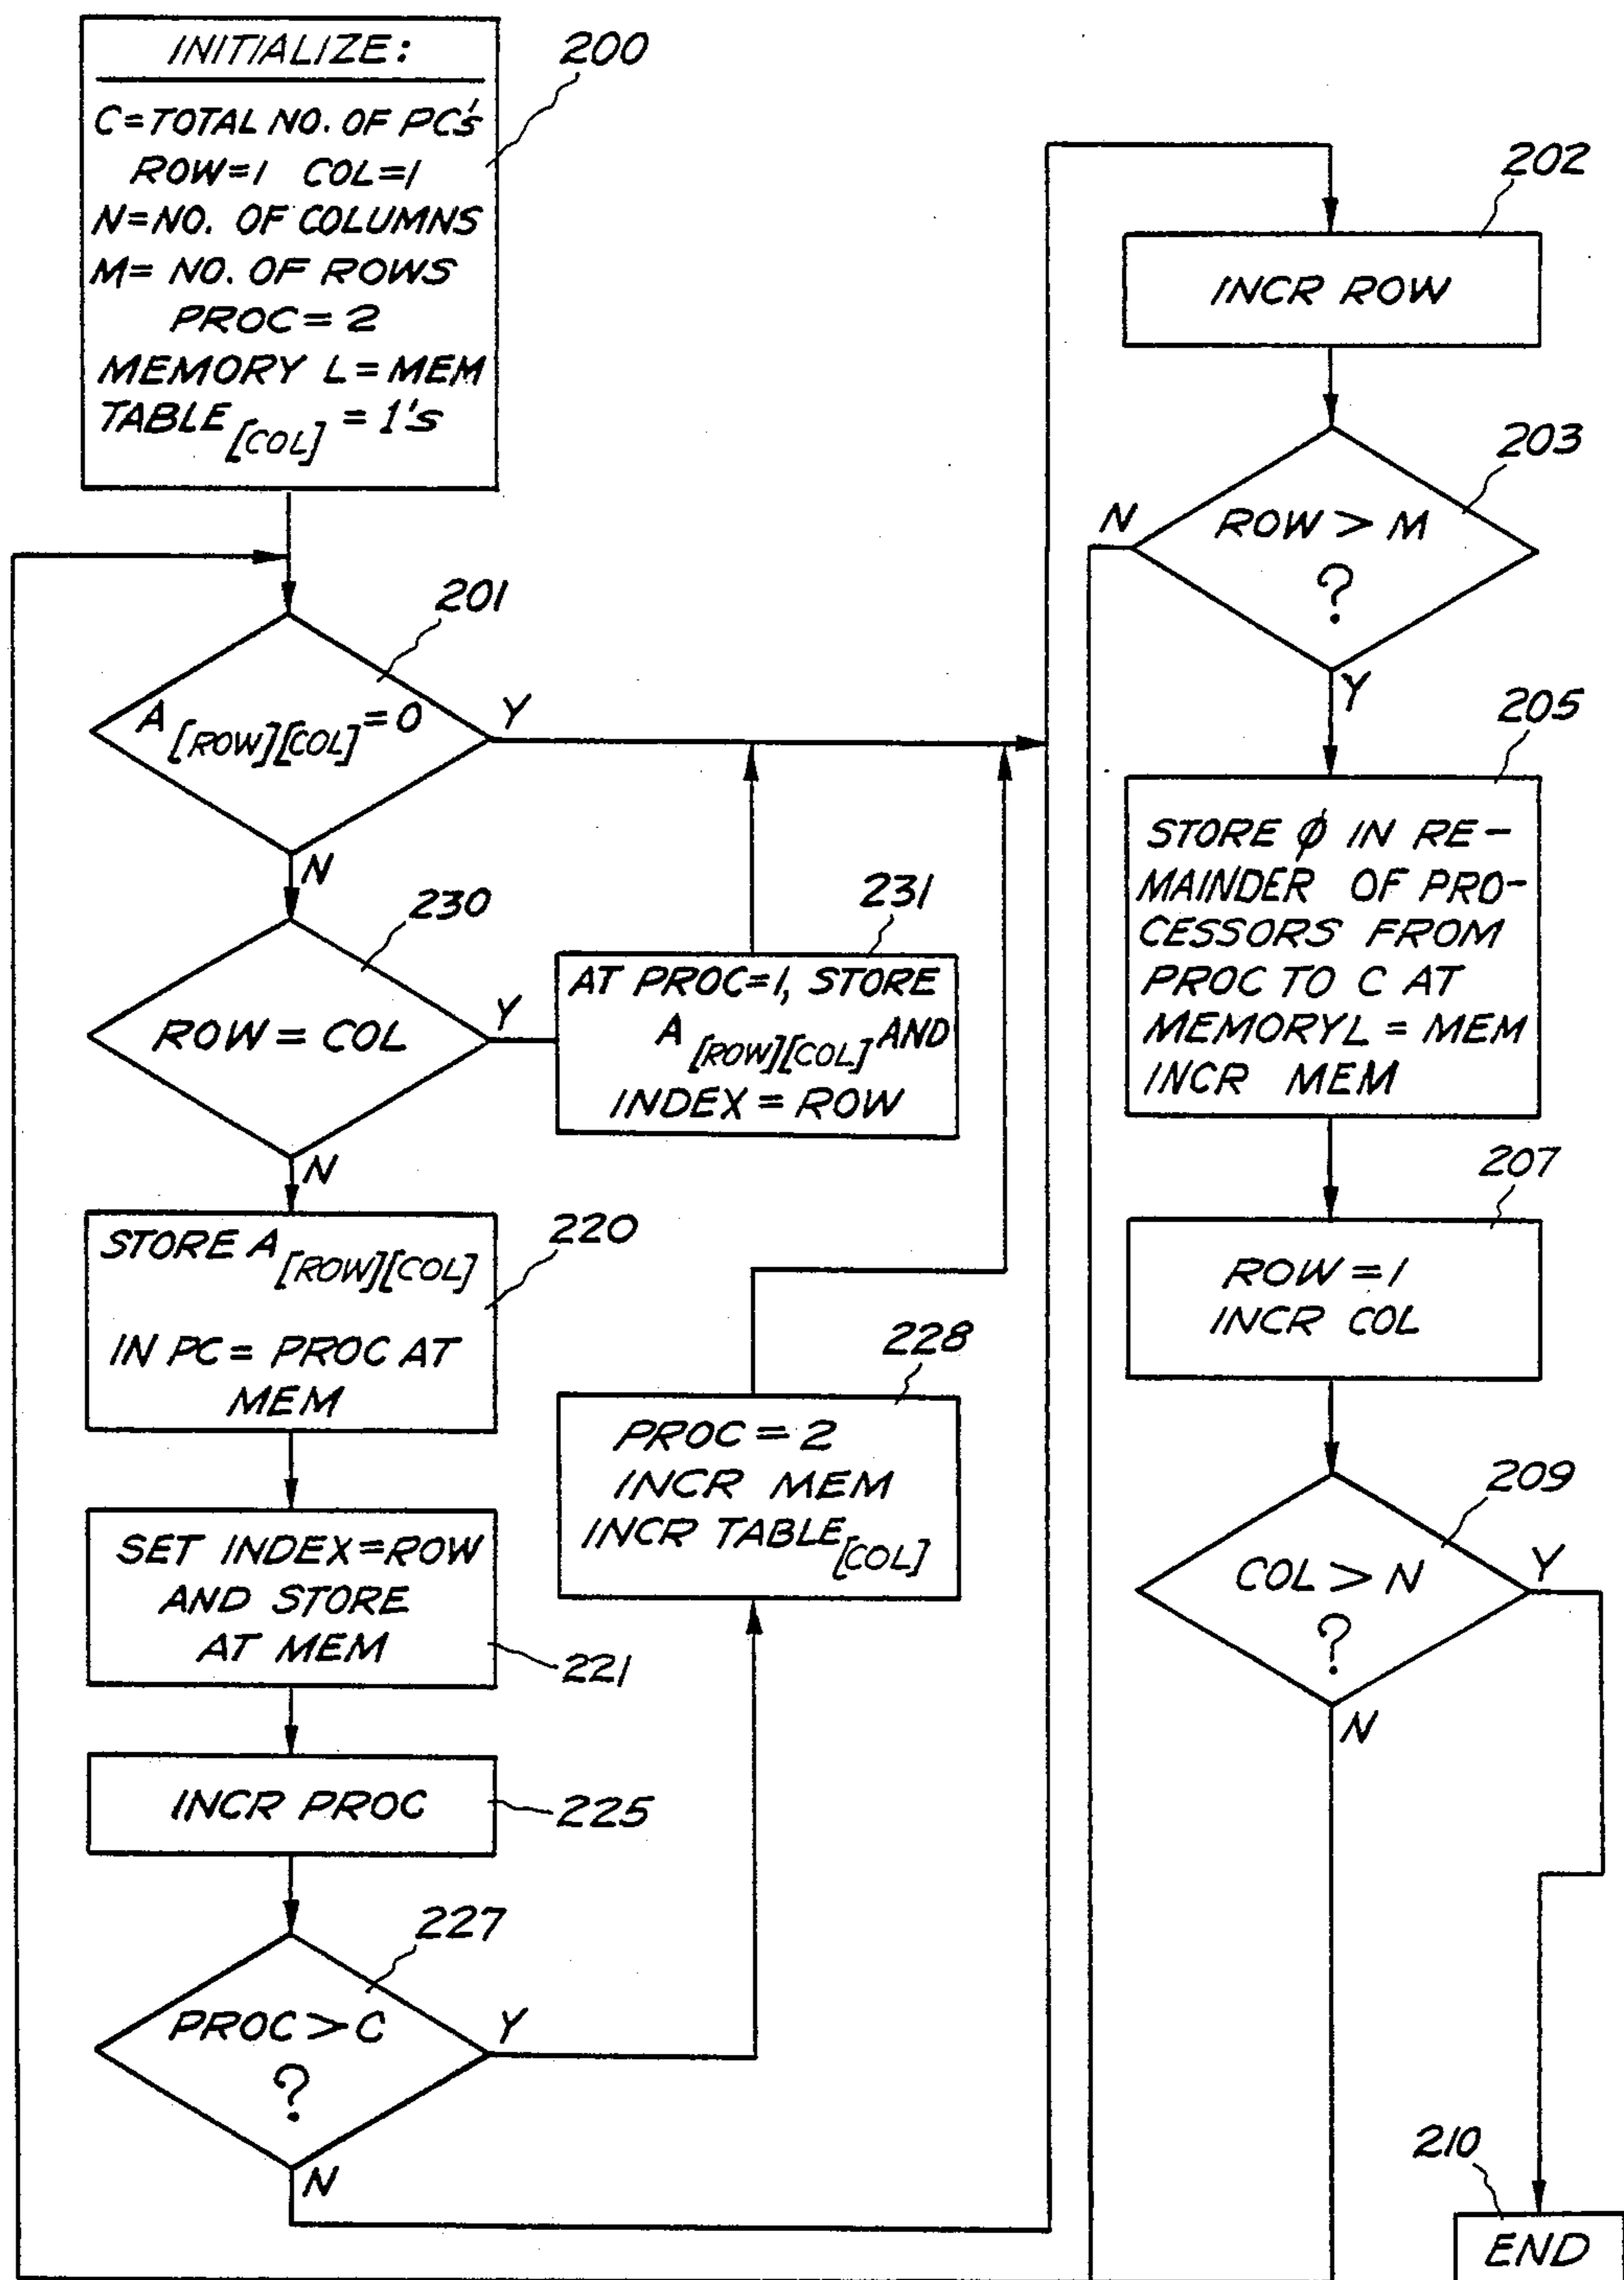 INITIALIZE:
200
C=TOTAL NO. OF PC's
ROW=1 COL=1
N=NO. OF COLUMNS
M= NO. OF ROWS
PROC=2
MEMORY L=MEM
TABLE[COL] = 1's
201
A[ROW][COL]=0
Y
N
230
ROW = COL
Y
N
231
AT PROC=1, STORE
A[ROW][COL] AND
INDEX = ROW
220
STORE A[ROW][COL]
IN PC = PROC AT
MEM
SET INDEX=ROW
AND STORE
AT MEM
221
INCR PROC
225
227
PROC > C
?
Y
N
228
PROC = 2
INCR MEM
INCR TABLE[COL]
202
INCR ROW
203
ROW > M
?
N
Y
205
STORE ϕ IN RE-
MAINDER OF PRO-
CESSORS FROM
PROC TO C AT
MEMORYL = MEM
INCR MEM
207
ROW=1
INCR COL
209
COL > N
?
Y
N
210
END